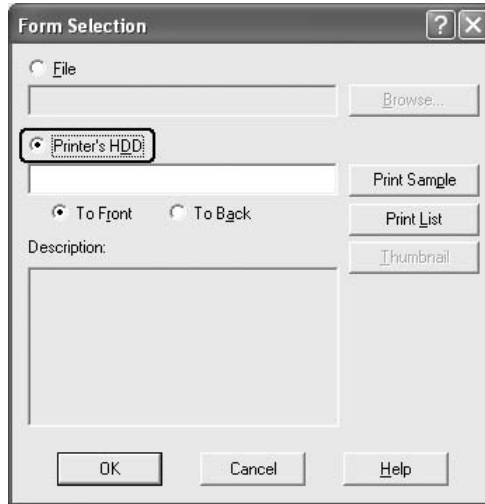 Form Selection
File
Browse...
Printer's HDD
Print Sample
To Front To Back
Print List
Description:
Thumbnail
OK Cancel Help